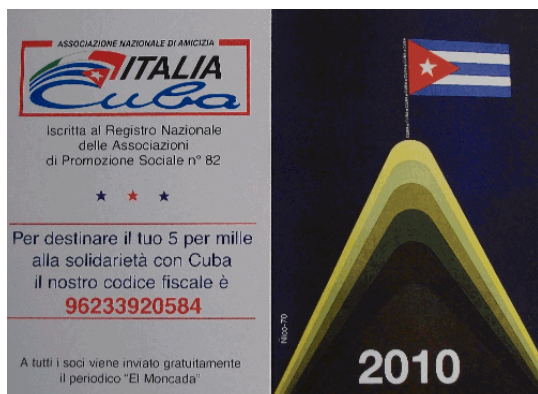 ASSOCIAZIONE NAZIONALE DI AMICIZIA
ITALIA
Cuba
Iscritta al Registro Nazionale
delle Associazioni
di Promozione Sociale n° 82
Per destinare il tuo 5 per mille
alla solidarietà con Cuba
il nostro codice fiscale è
96233920584
A tutti i soci viene inviato gratuitamente
il periodico "El Moncada"
Ñico-70
2010